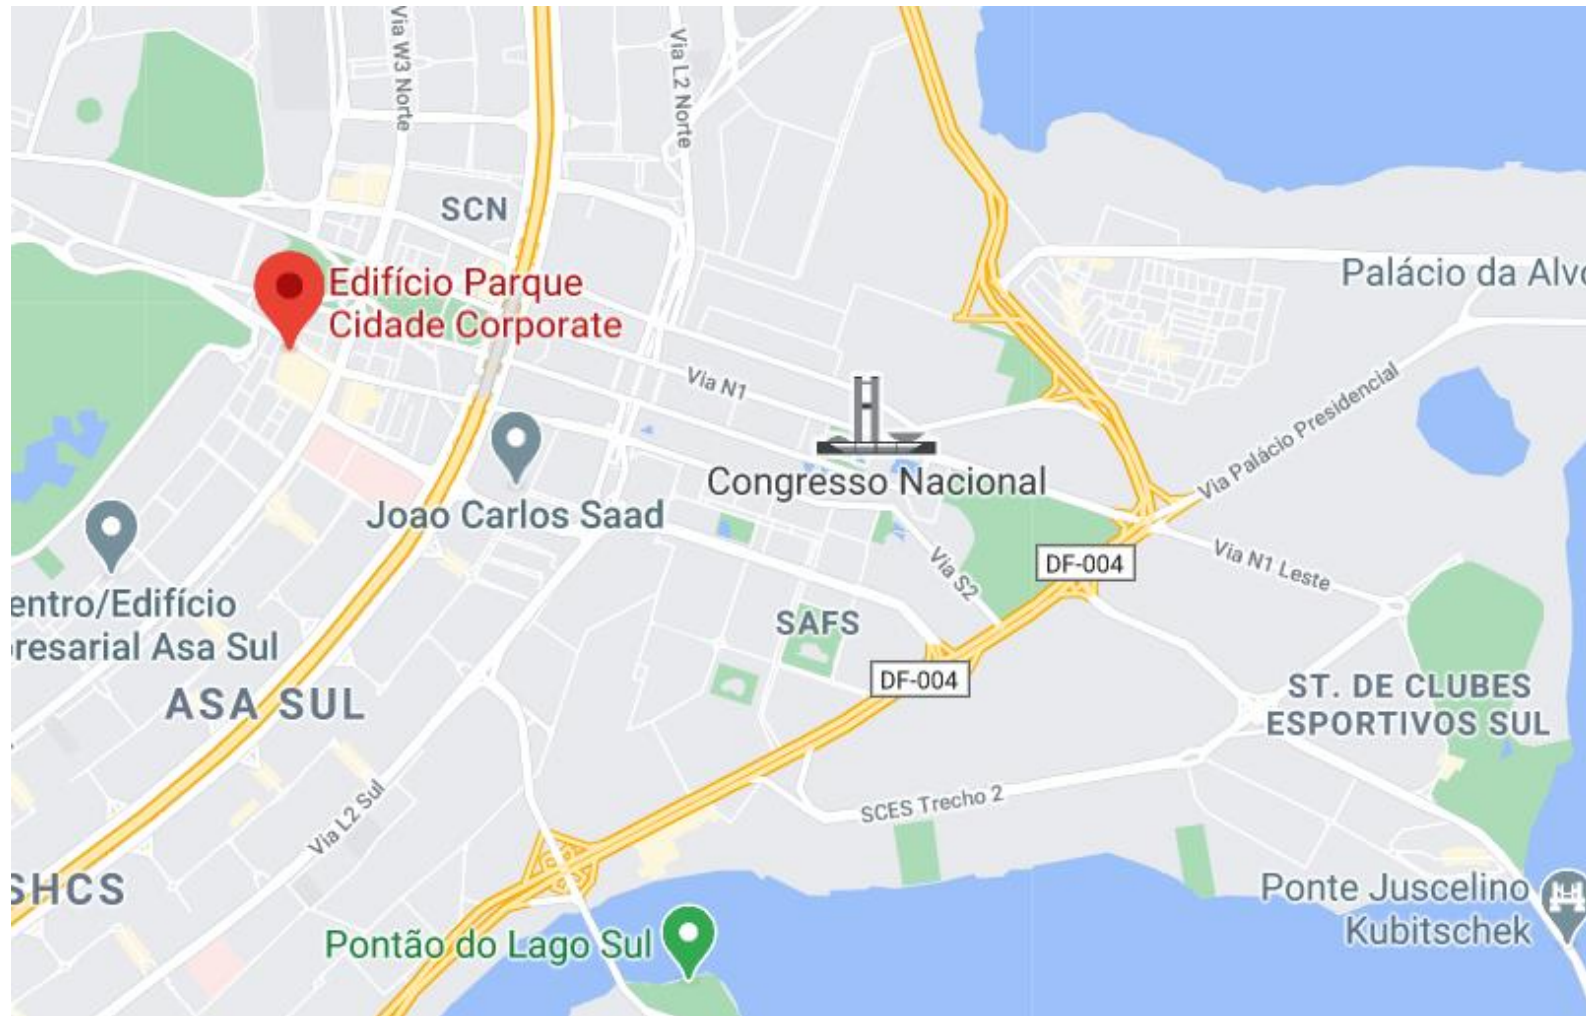 Via W3 Norte
Via L2 Norte
SCN
Edifício Parque
Cidade Corporate
Palácio da Alvo
Via N1
Via Palácio Presidencial
Congresso Nacional
Joao Carlos Saad
DF-004
Via N1 Leste
Via S2
entro/Edifício
resarial Asa Sul
SAFS
DF-004
ASA SUL
ST. DE CLUBES
ESPORTIVOS SUL
Via L2 Sul
SCES Trecho 2
SHCS
Ponte Juscelino
Kubitschek
Pontão do Lago Sul